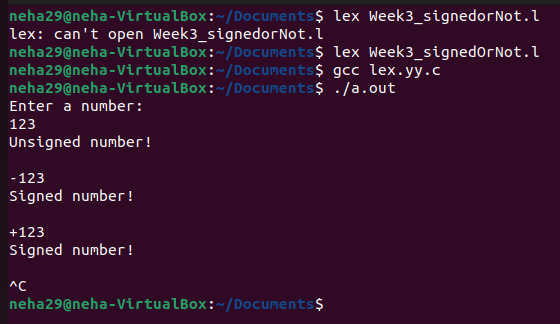 neha29@neha-VirtualBox:~/Documents$ lex Week3_signedorNot.l
lex: can't open Week3_signedorNot.l
neha29@neha-VirtualBox:~/Documents$ lex Week3_signedOrNot.l
neha29@neha-VirtualBox:~/Documents$ gcc lex.yy.c
neha29@neha-VirtualBox:~/Documents$ ./a.out
Enter a number:
123
Unsigned number!
-123
Signed number!
+123
Signed number!
^C
neha29@neha-VirtualBox:~/Documents$